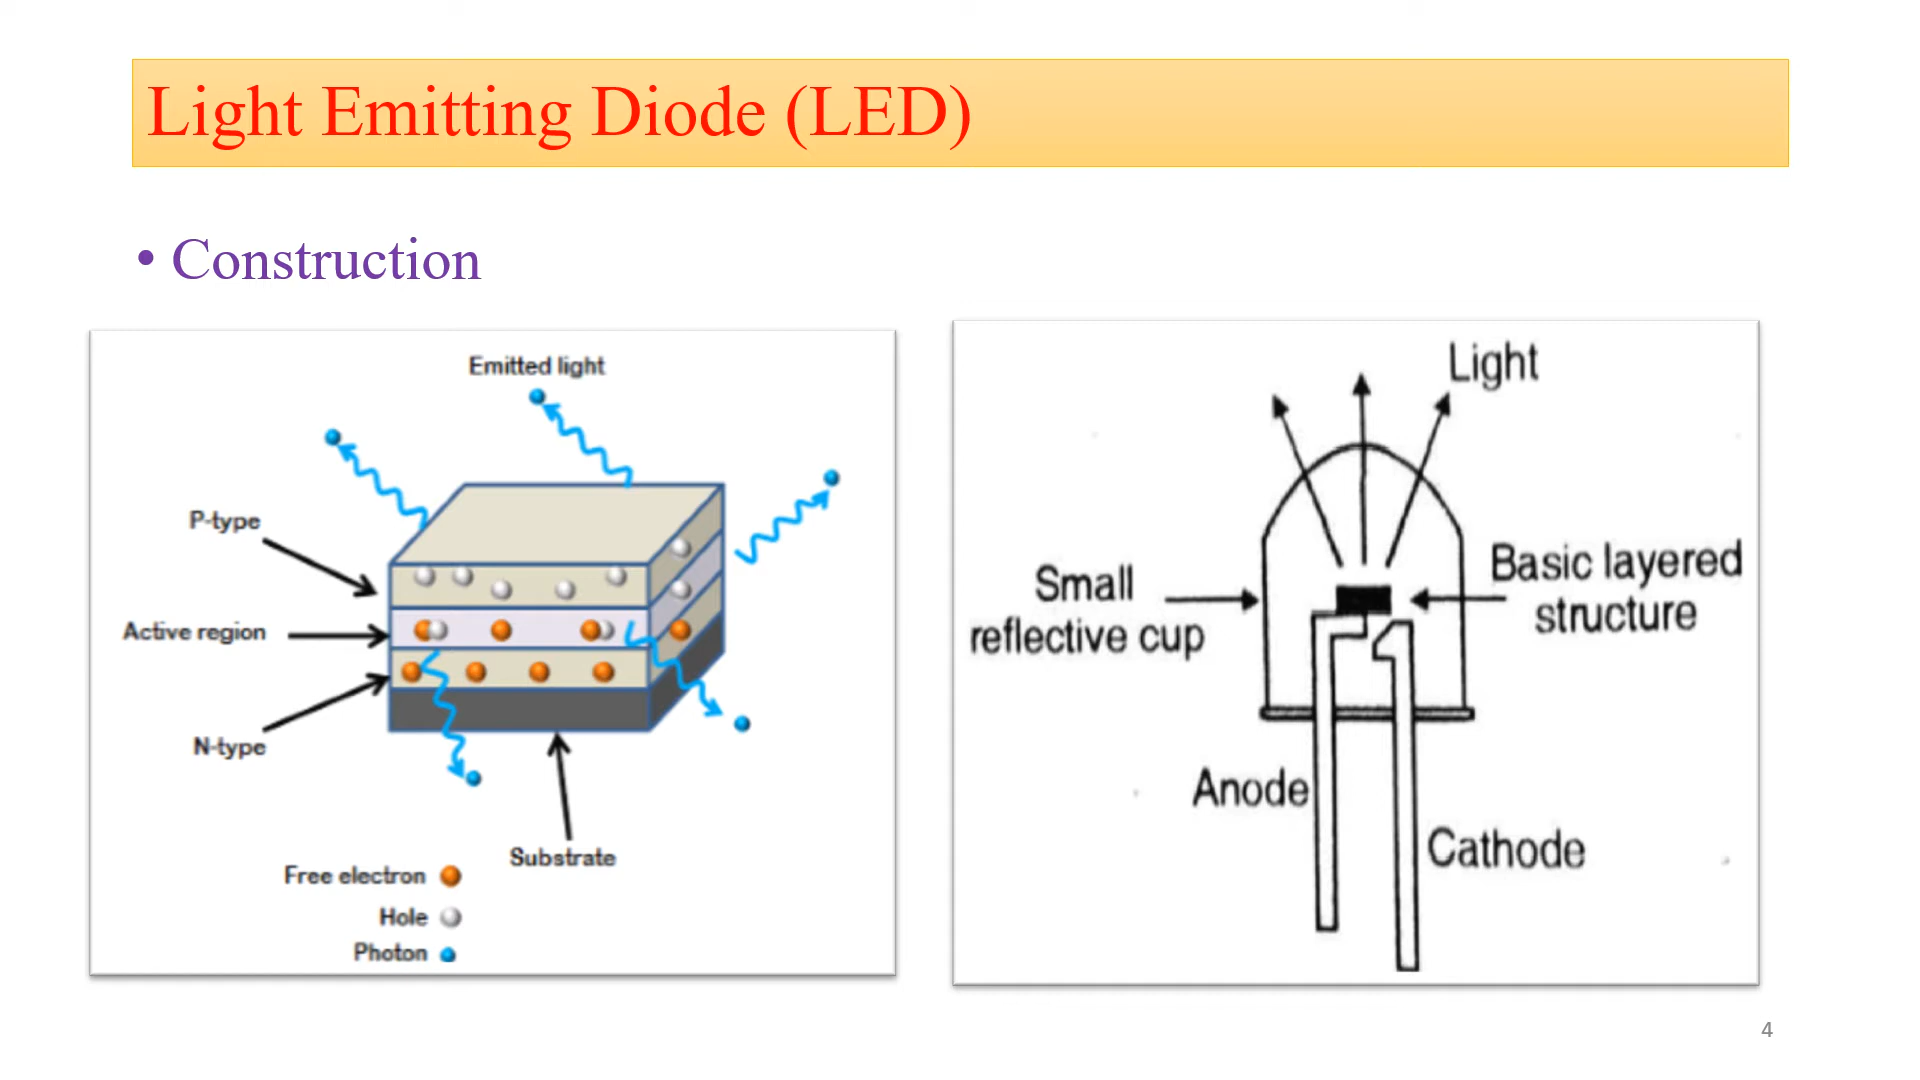 Light Emitting Diode (LED)
• Construction
Emitted light
P-type
Active region
N-type
Substrate
Free electron
Hole
Photon
Light
Small
reflective cup
Basic layered
structure
Anode
Cathode
4